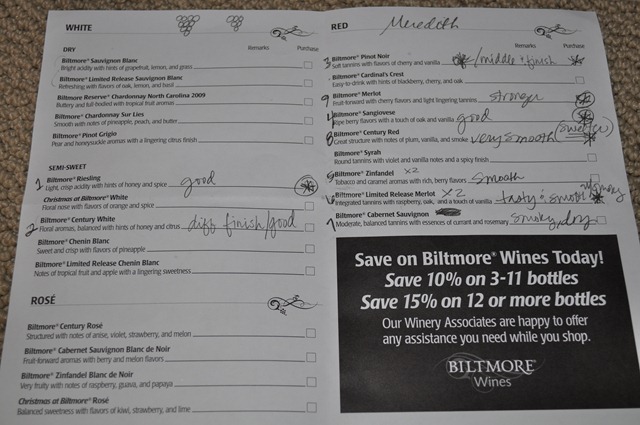 WHITE
DRY
Remarks Purchase
Biltmore® Sauvignon Blanc
Bright acidity with hints of grapefruit, lemon, and grass
Biltmore® Limited Release Sauvignon Blanc
Refreshing with flavors of oak, lemon, and basil
Biltmore Reserve® Chardonnay North Carolina 2009
Buttery and full bodied with tropical fruit aromas
Biltmore® Chardonnay Sur Lies
Smooth with notes of pineapple, peach, and butter
Biltmore® Pinot Grigio
Pear and honeysuckle aromas with a lingering citrus finish
SEMI-SWEET
1 Biltmore® Riesling
Light, crisp acidity with hints of honey and spice good
Christmas at Biltmore® White
Floral nose with flavors of orange and spice
2 Biltmore® Century White
Floral aromas, balanced with hints of honey and citrus diff finish/good
Biltmore® Chenin Blanc
Sweet and crisp with flavors of pineapple
Biltmore® Limited Release Chenin Blanc
Notes of tropical fruit and apple with a lingering sweetness
ROSÉ
Biltmore® Century Rosé
Structured with notes of anise, violet, strawberry, and melon
Biltmore® Cabernet Sauvignon Blanc de Noir
Fruit-forward aromas with berry and melon flavors
Biltmore® Zinfandel Blanc de Noir
Very fruity with notes of raspberry, guava, and papaya
Christmas at Biltmore® Rosé
Balanced sweetness with flavors of kiwi, strawberry, and lime
RED Meredith
Remarks Purchase
3 Biltmore® Pinot Noir
Soft tannins with flavors of cherry and vanilla /middle + finish
Biltmore® Cardinal's Crest
Easy-to-drink with hints of blackberry, cherry, and oak
9 Biltmore® Merlot
Fruit-forward with cherry flavors and light lingering tannins stronger
4 Biltmore® Sangiovese
Ripe berry flavors with a touch of oak and vanilla good
8 Biltmore® Century Red
Great structure with notes of plum, vanilla, and smoke very smooth (sweeter)
Biltmore® Syrah
Round tannins with violet and vanilla notes and a spicy finish
5 Biltmore® Zinfandel x2
Tobacco and caramel aromas with rich, berry flavors smooth
6 Biltmore® Limited Release Merlot x2
Integrated tannins with raspberry, oak, and a touch of vanilla tasty & smooth smoky
7 Biltmore® Cabernet Sauvignon
Moderate, balanced tannins with essences of currant and rosemary smoky, dry
Save on Biltmore® Wines Today!
Save 10% on 3-11 bottles
Save 15% on 12 or more bottles
Our Winery Associates are happy to offer
any assistance you need while you shop.
BILTMORE®
Wines